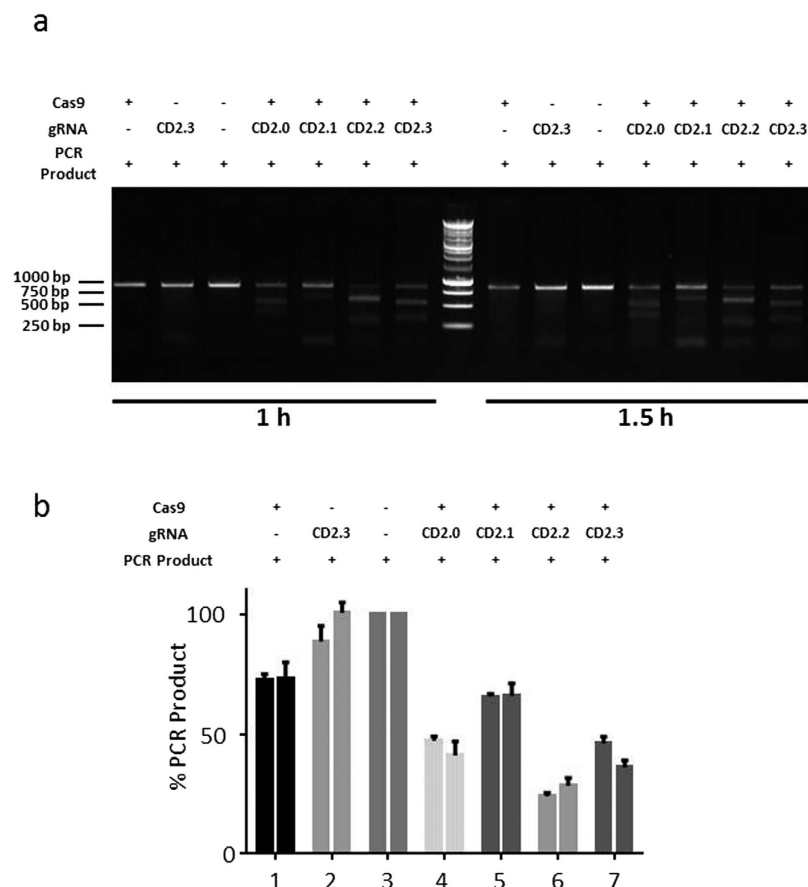 a
Cas9 + - - + + + + + - - + + + +
gRNA - CD2.3 - CD2.0 CD2.1 CD2.2 CD2.3 - CD2.3 - CD2.0 CD2.1 CD2.2 CD2.3
PCR
Product + + + + + + + + + + + + + +
1000 bp
750 bp
500 bp
250 bp
1 h 1.5 h
b
Cas9 + - - + + + +
gRNA - CD2.3 - CD2.0 CD2.1 CD2.2 CD2.3
PCR Product + + + + + + +
% PCR Product
100
50
0
1 2 3 4 5 6 7